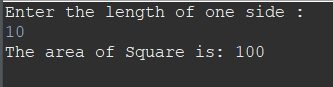 Enter the length of one side :
10
The area of Square is: 100